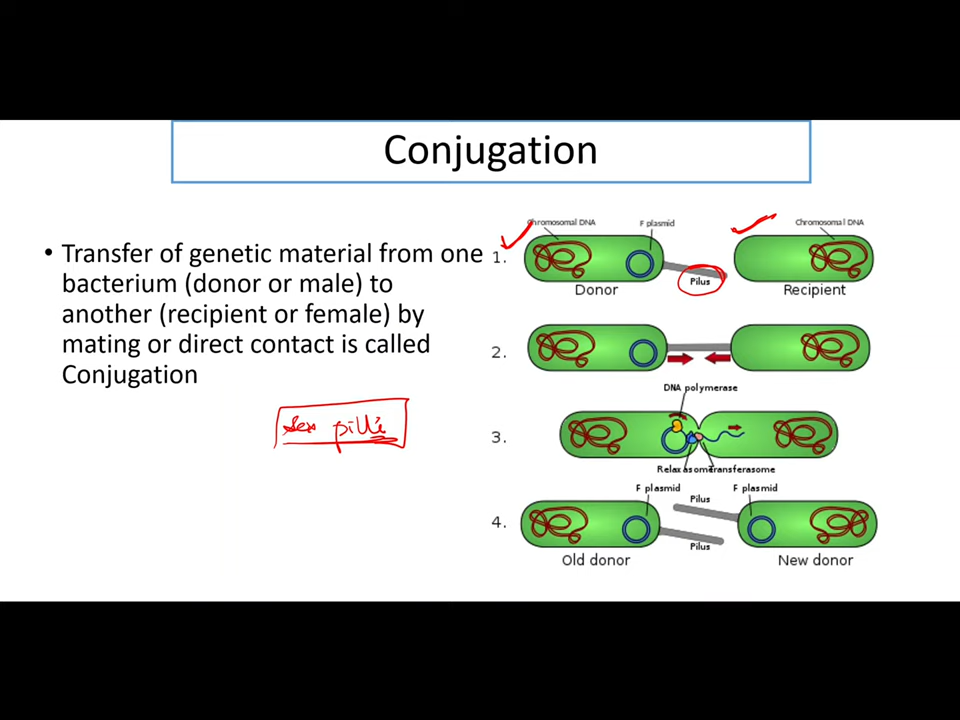 Conjugation
• Transfer of genetic material from one
bacterium (donor or male) to
another (recipient or female) by
mating or direct contact is called
Conjugation
Sex pilli
Chromosomal DNA F plasmid Chromosomal DNA
1.
Pilus
Donor Recipient
2.
DNA polymerase
3.
Relaxasome Transferasome
F plasmid F plasmid
Pilus
4.
Pilus
Old donor New donor